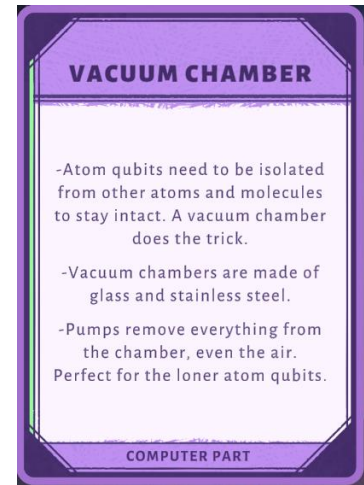 VACUUM CHAMBER
-Atom qubits need to be isolated
from other atoms and molecules
to stay intact. A vacuum chamber
does the trick.
-Vacuum chambers are made of
glass and stainless steel.
-Pumps remove everything from
the chamber, even the air.
Perfect for the loner atom qubits.
COMPUTER PART